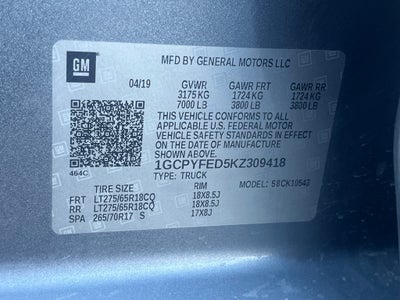 GM
MFD BY GENERAL MOTORS LLC
04/19 GVWR GAWR FRT GAWR RR
3175 KG 1724 KG 1724 KG
7000 LB 3800 LB 3800 LB
THIS VEHICLE CONFORMS TO ALL
APPLICABLE U.S. FEDERAL MOTOR
VEHICLE SAFETY STANDARDS IN EFFECT
ON THE DATE OF MANUFACTURE
SHOWN ABOVE.
1GCPYFED5KZ309418
464C TYPE: TRUCK
TIRE SIZE RIM
FRT LT275/65R18CQ 18X8.5J
RR LT275/65R18CQ 18X8.5J
SPA 265/70R17 S 17X8J